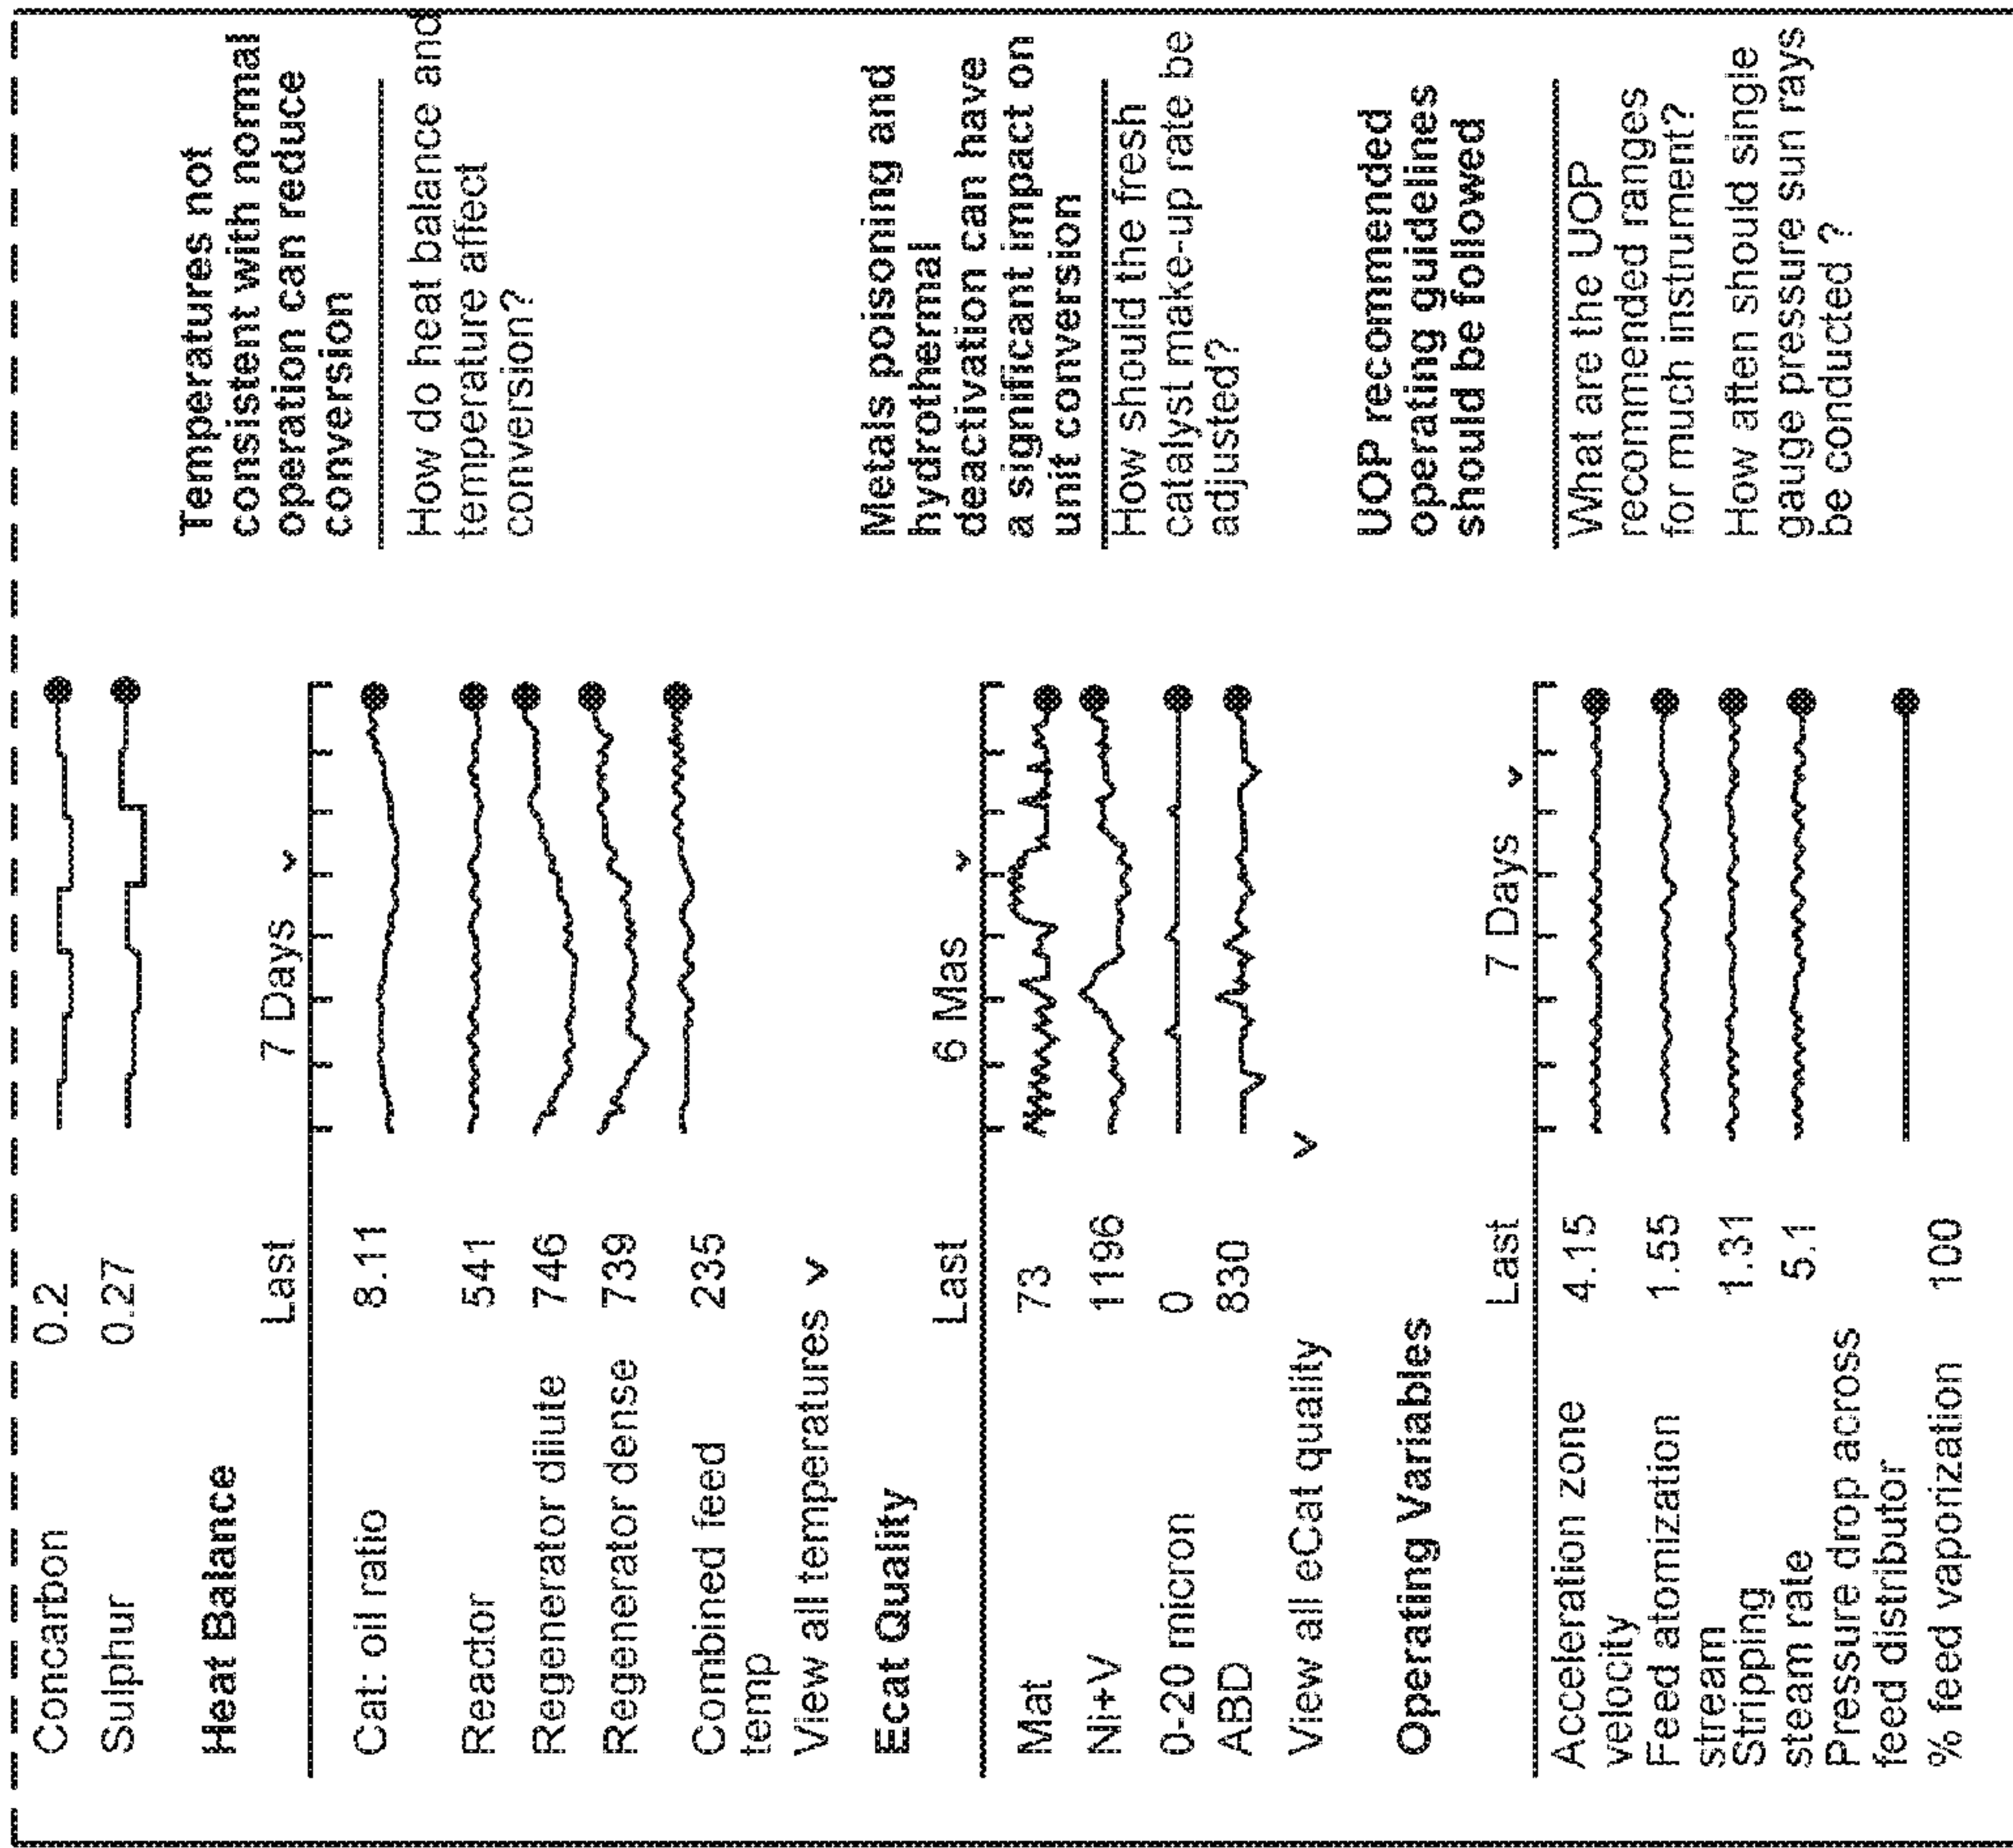 Concarbon 0.2
Sulphur 0.27
Heat Balance
Last 7 Days v
Cat: oil ratio 8.11
Reactor 541
Regenerator dilute 746
Regenerator dense 739
Combined feed 235
temp
View all temperatures v
Temperatures not
consistent with normal
operation can reduce
conversion
How do heat balance and
temperature affect
conversion?
Ecat Quality
Last 6 Mas v
Mat 73
Ni+V 1196
0-20 micron 0
ABD 830
View all eCat quality v
Metals poisoning and
hydrothermal
deactivation can have
a significant impact on
unit conversion
How should the fresh
catalyst make-up rate be
adjusted?
Operating Variables
Last 7 Days v
Acceleration zone 4.15
velocity
Feed atomization 1.55
stream
Stripping 1.31
steam rate 5.1
Pressure drop across
feed distributor
% feed vaporization 100
UOP recommended
operating guidelines
should be followed
What are the UOP
recommended ranges
for much instrument?
How aften should single
gauge pressure sun rays
be conducted ?